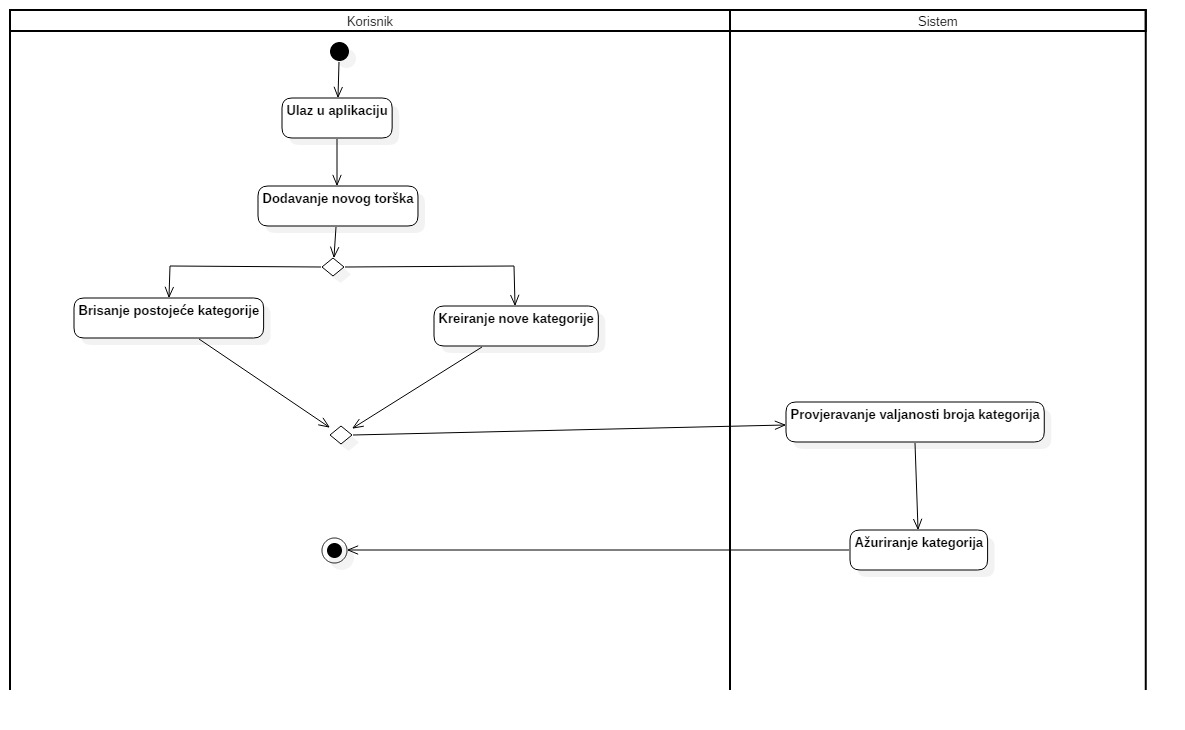 Korisnik
Sistem
Ulaz u aplikaciju
Dodavanje novog torška
Brisanje postojeće kategorije
Kreiranje nove kategorije
Provjeravanje valjanosti broja kategorija
Ažuriranje kategorija